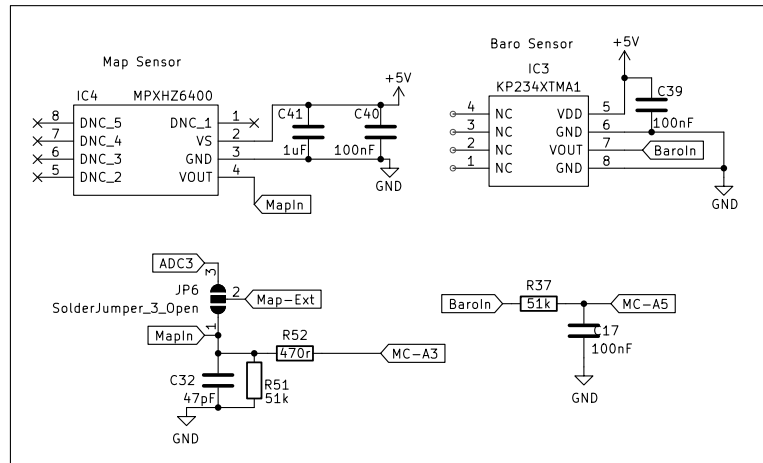 Map Sensor
IC4 MPXHZ6400
8 DNC_5 DNC_1 1
7 DNC_4 VS 2
6 DNC_3 GND 3
5 DNC_2 VOUT 4
C41
1uF
C40
100nF
+5V
GND
MapIn
Baro Sensor
IC3
KP234XTMA1
4 NC VDD 5
3 NC GND 6
2 NC VOUT 7
1 NC GND 8
+5V
C39
100nF
BaroIn
GND
ADC3
3
JP6
SolderJumper_3_Open
2
Map-Ext
1
MapIn
R52
470r
MC-A3
C32
47pF
R51
51k
GND
BaroIn
R37
51k
MC-A5
C17
100nF
GND